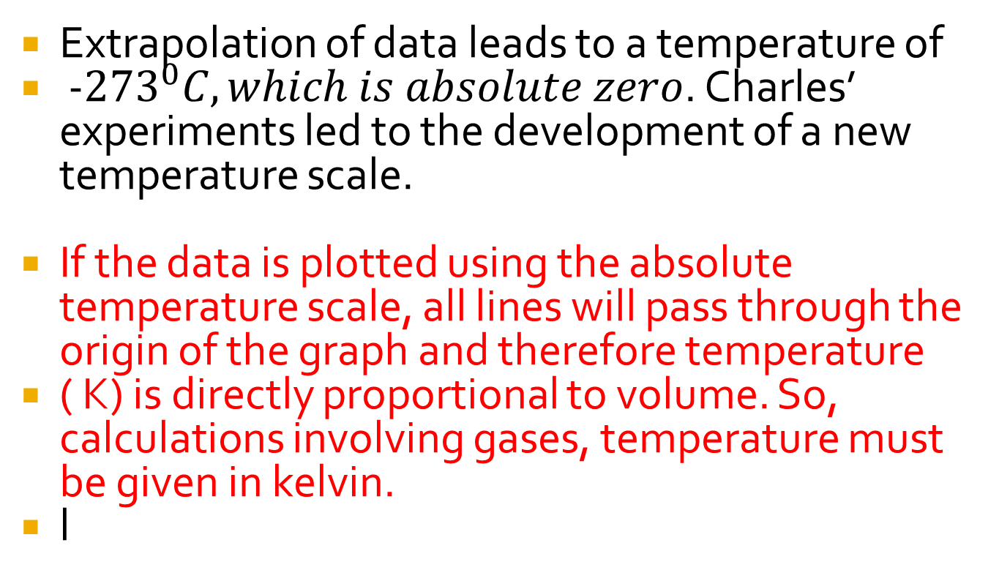 Extrapolation of data leads to a temperature of
-273⁰C, which is absolute zero. Charles’
experiments led to the development of a new
temperature scale.
If the data is plotted using the absolute
temperature scale, all lines will pass through the
origin of the graph and therefore temperature
( K) is directly proportional to volume. So,
calculations involving gases, temperature must
be given in kelvin.
|